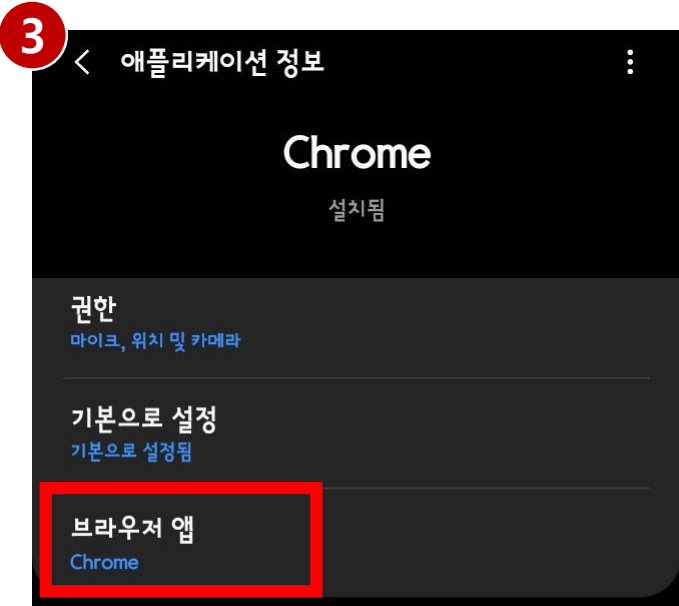 3
애플리케이션 정보
Chrome
설치됨
권한
마이크, 위치 및 카메라
기본으로 설정
기본으로 설정됨
브라우저 앱
Chrome